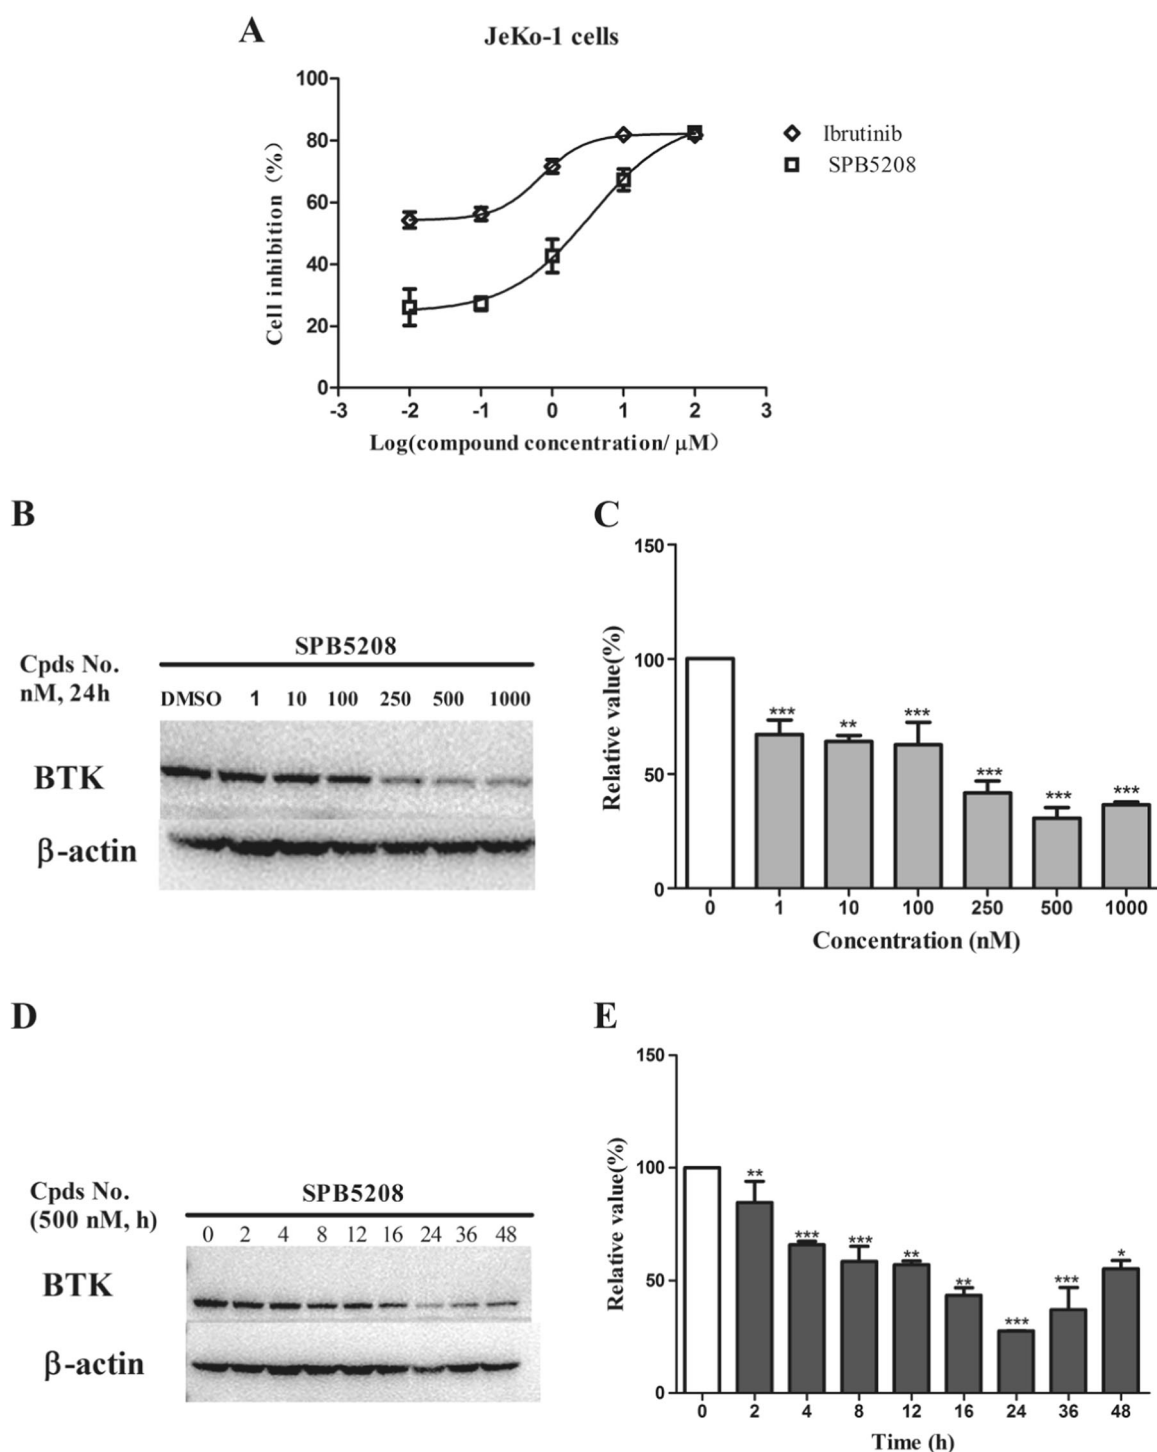 A
JeKo-1 cells
100
80
60
40
20
0
Cell inhibition (%)
-3 -2 -1 0 1 2 3
Log(compound concentration/ μM)
Ibrutinib
SPB5208
B
SPB5208
Cpds No.
nM, 24h
DMSO 1 10 100 250 500 1000
BTK
β-actin
C
150
100
50
0
Relative value(%)
*** ** *** *** *** ***
0 1 10 100 250 500 1000
Concentration (nM)
D
Cpds No.
(500 nM, h)
SPB5208
0 2 4 8 12 16 24 36 48
BTK
β-actin
E
150
100
50
0
Relative value(%)
** *** *** ** ** *** *** *
0 2 4 8 12 16 24 36 48
Time (h)